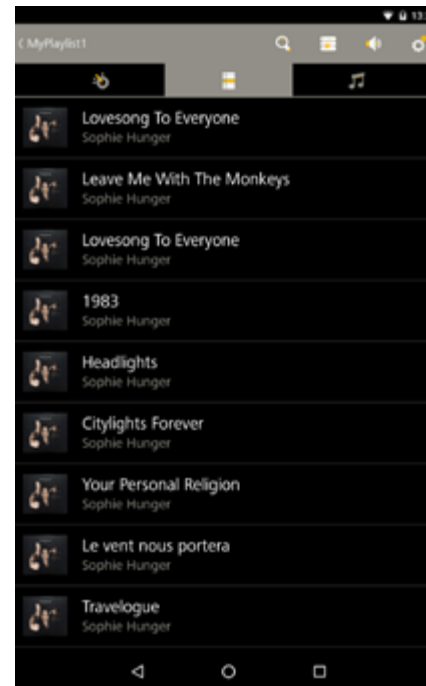 13:
MyPlaylist1
Lovesong To Everyone
Sophie Hunger
Leave Me With The Monkeys
Sophie Hunger
Lovesong To Everyone
Sophie Hunger
1983
Sophie Hunger
Headlights
Sophie Hunger
Citylights Forever
Sophie Hunger
Your Personal Religion
Sophie Hunger
Le vent nous portera
Sophie Hunger
Travelogue
Sophie Hunger